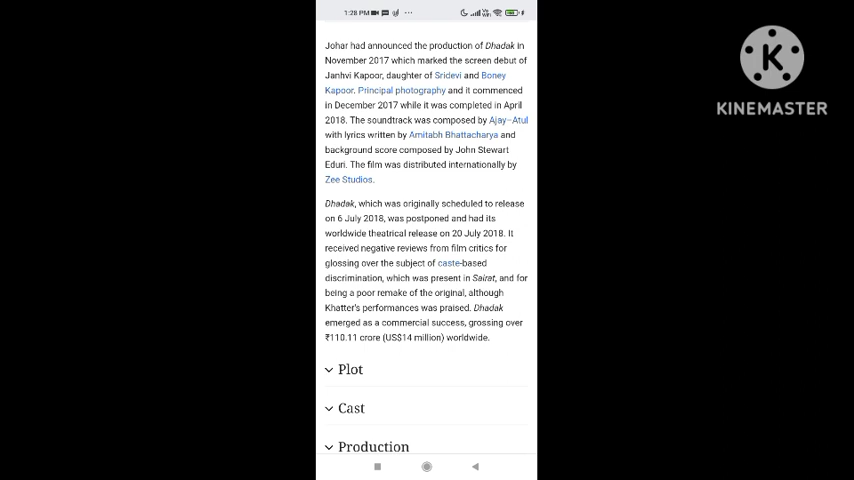 1:28 PM
Johar had announced the production of Dhadak in
November 2017 which marked the screen debut of
Janhvi Kapoor, daughter of Sridevi and Boney
Kapoor. Principal photography and it commenced
in December 2017 while it was completed in April
2018. The soundtrack was composed by Ajay–Atul
with lyrics written by Amitabh Bhattacharya and
background score composed by John Stewart
Eduri. The film was distributed internationally by
Zee Studios.
Dhadak, which was originally scheduled to release
on 6 July 2018, was postponed and had its
worldwide theatrical release on 20 July 2018. It
received negative reviews from film critics for
glossing over the subject of caste-based
discrimination, which was present in Sairat, and for
being a poor remake of the original, although
Khatter's performances was praised. Dhadak
emerged as a commercial success, grossing over
₹110.11 crore (US$14 million) worldwide.
Plot
Cast
Production
K
KINEMASTER